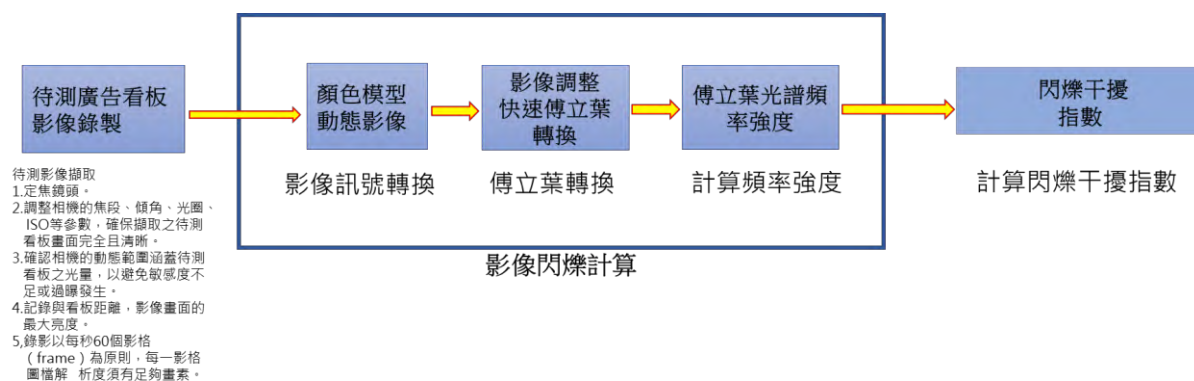 待測廣告看板
影像錄製
顏色模型
動態影像
影像調整
快速傅立葉
轉換
傅立葉光譜頻
率強度
閃爍干擾
指數
影像訊號轉換
傅立葉轉換
計算頻率強度
計算閃爍干擾指數
影像閃爍計算
待測影像擷取
1.定焦鏡頭。
2.調整相機的焦段、傾角、光圈、
ISO等參數，確保擷取之待測
看板畫面完全且清晰。
3.確認相機的動態範圍涵蓋待測
看板之光量，以避免敏感度不
足或過曝發生。
4.記錄與看板距離，影像畫面的
最大亮度。
5,錄影以每秒60個影格
（frame）為原則，每一影格
圖檔解 析度須有足夠畫素。